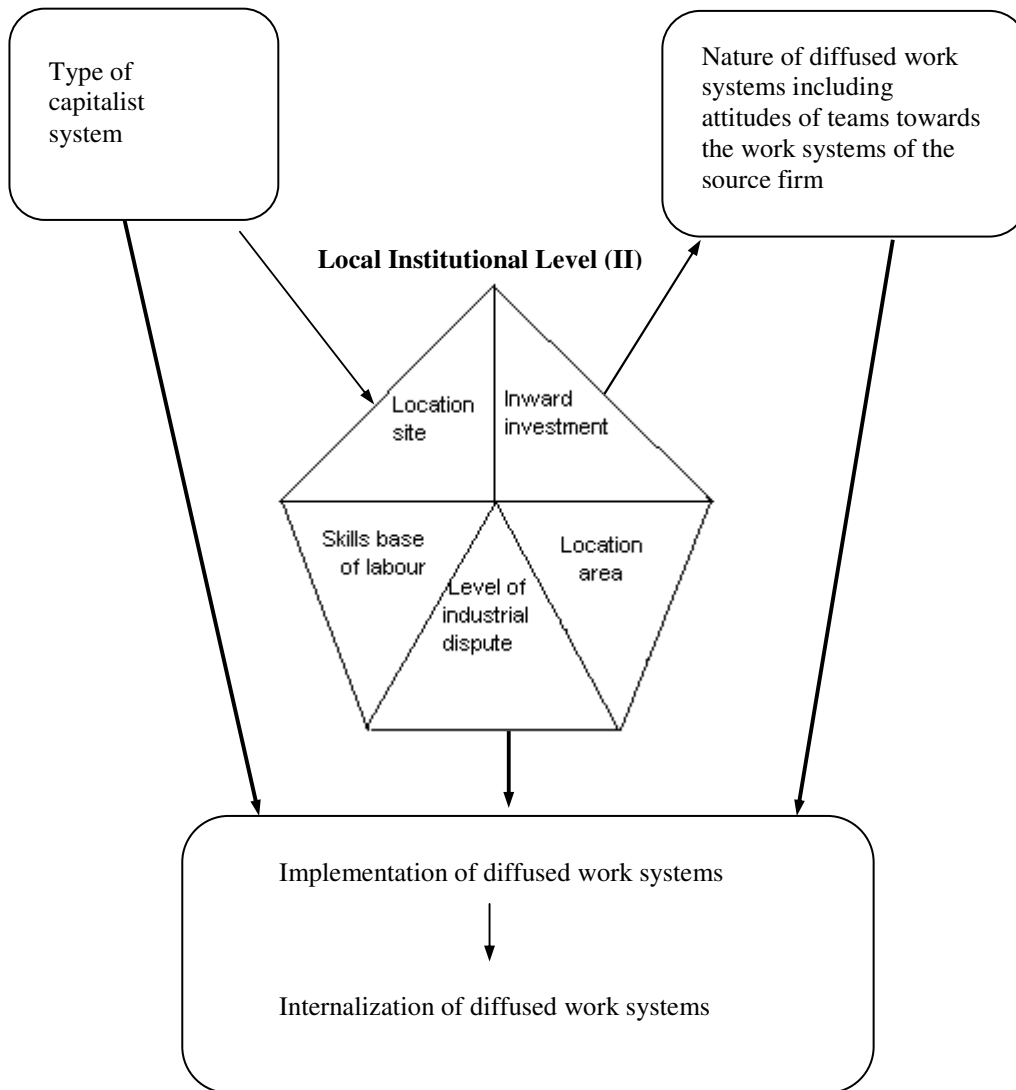 Type of
capitalist
system
Nature of diffused work
systems including
attitudes of teams towards
the work systems of the
source firm
Local Institutional Level (II)
Location
site
Inward
investment
Skills base
of labour
Level of
industrial
dispute
Location
area
Implementation of diffused work systems
Internalization of diffused work systems